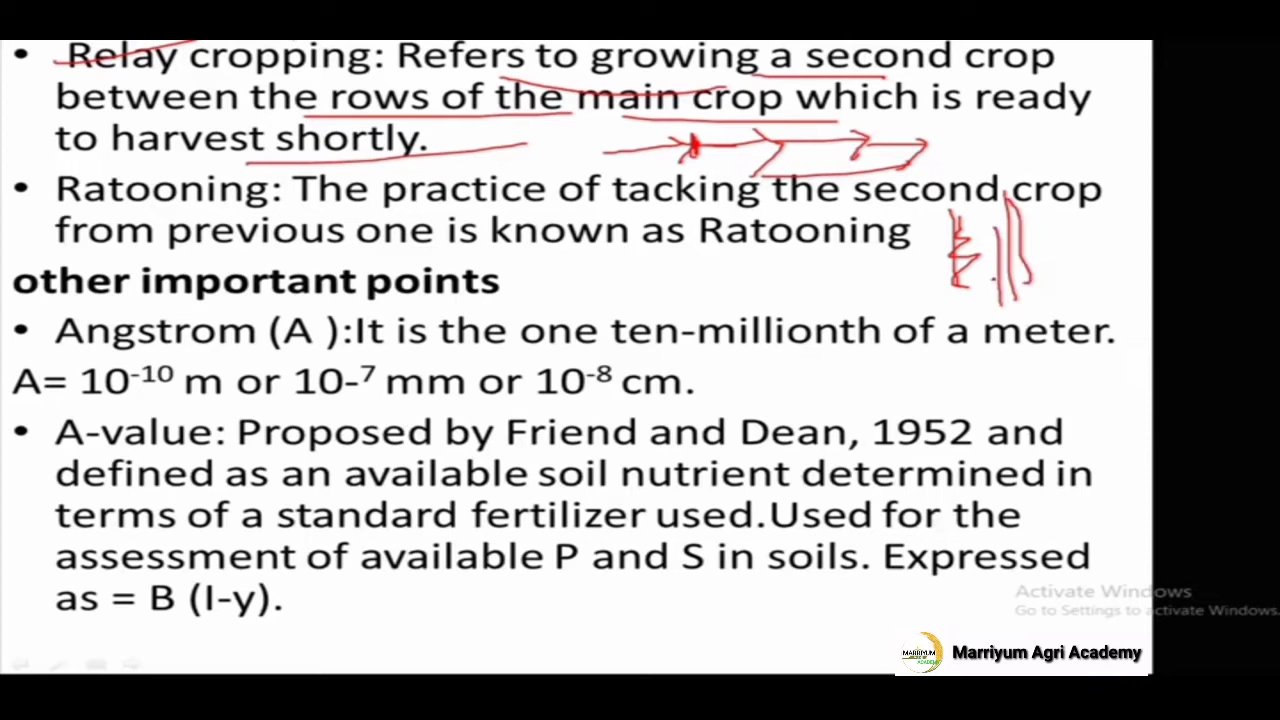 • Relay cropping: Refers to growing a second crop
between the rows of the main crop which is ready
to harvest shortly.
• Ratooning: The practice of tacking the second crop
from previous one is known as Ratooning
other important points
• Angstrom (A ):It is the one ten-millionth of a meter.
A= 10⁻¹⁰ m or 10-⁷ mm or 10⁻⁸ cm.
• A-value: Proposed by Friend and Dean, 1952 and
defined as an available soil nutrient determined in
terms of a standard fertilizer used.Used for the
assessment of available P and S in soils. Expressed
as = B (I-y).
Activate Windows
Go to Settings to activate Windows.
MARRIYUM
ACADEMY
Marriyum Agri Academy